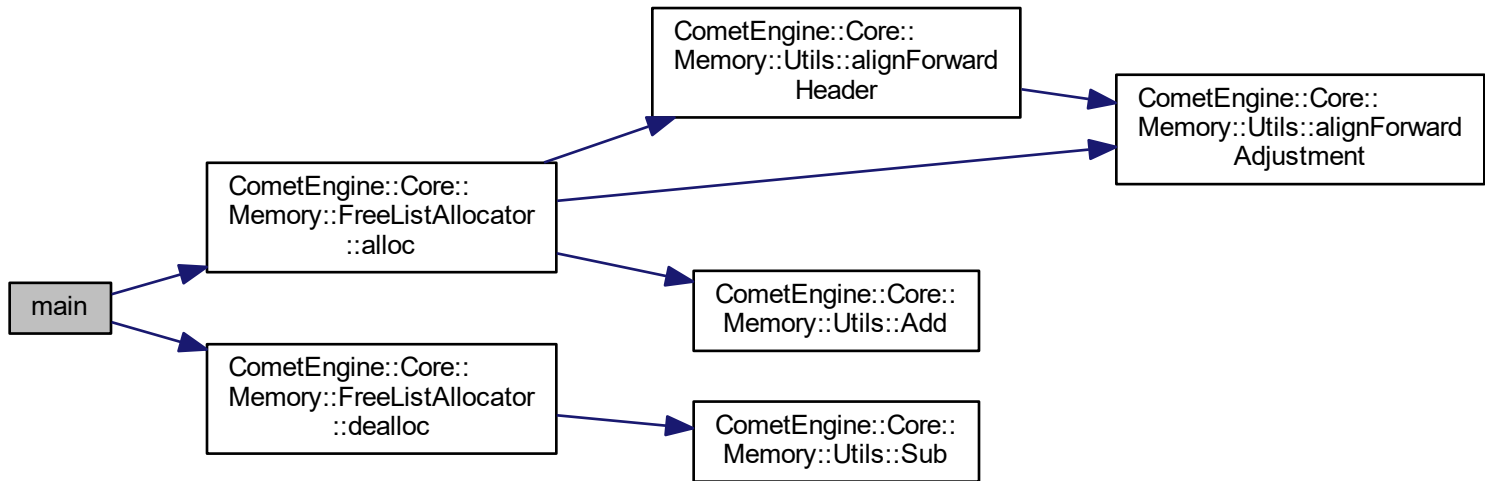 main
CometEngine::Core::
Memory::FreeListAllocator
::alloc
CometEngine::Core::
Memory::Utils::alignForward
Header
CometEngine::Core::
Memory::Utils::alignForward
Adjustment
CometEngine::Core::
Memory::Utils::Add
CometEngine::Core::
Memory::FreeListAllocator
::dealloc
CometEngine::Core::
Memory::Utils::Sub